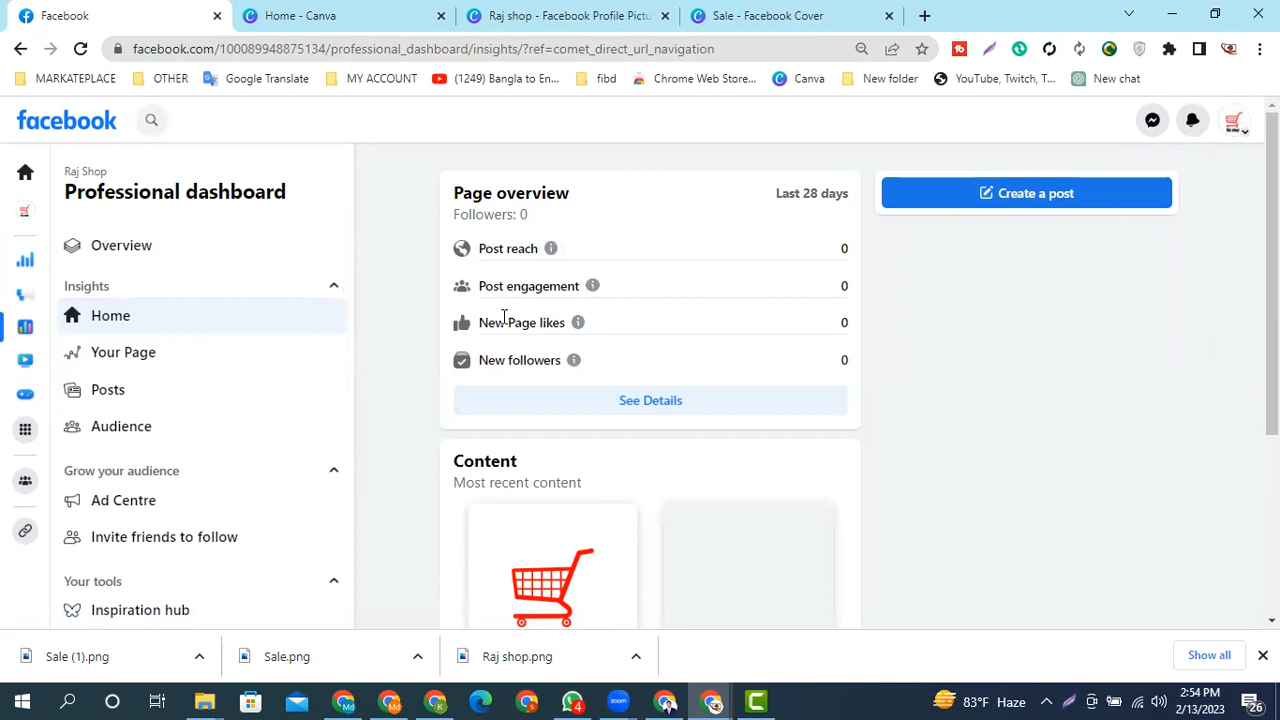 Facebook
Home - Canva
Raj shop - Facebook Profile Pictu
Sale - Facebook Cover
facebook.com/100089948875134/professional_dashboard/insights/?ref=comet_direct_url_navigation
MARKATEPLACE
OTHER
Google Translate
MY ACCOUNT
(1249) Bangla to En...
fibd
Chrome Web Store...
Canva
New folder
YouTube, Twitch, T...
New chat
facebook
Raj Shop
Professional dashboard
Overview
Insights
Home
Your Page
Posts
Audience
Grow your audience
Ad Centre
Invite friends to follow
Your tools
Inspiration hub
Page overview
Last 28 days
Followers: 0
Post reach 0
Post engagement 0
New Page likes 0
New followers 0
See Details
Content
Most recent content
Create a post
Sale (1).png
Sale.png
Raj shop.png
Show all
zoom
4
83°F Haze
2:54 PM
2/13/2023
26